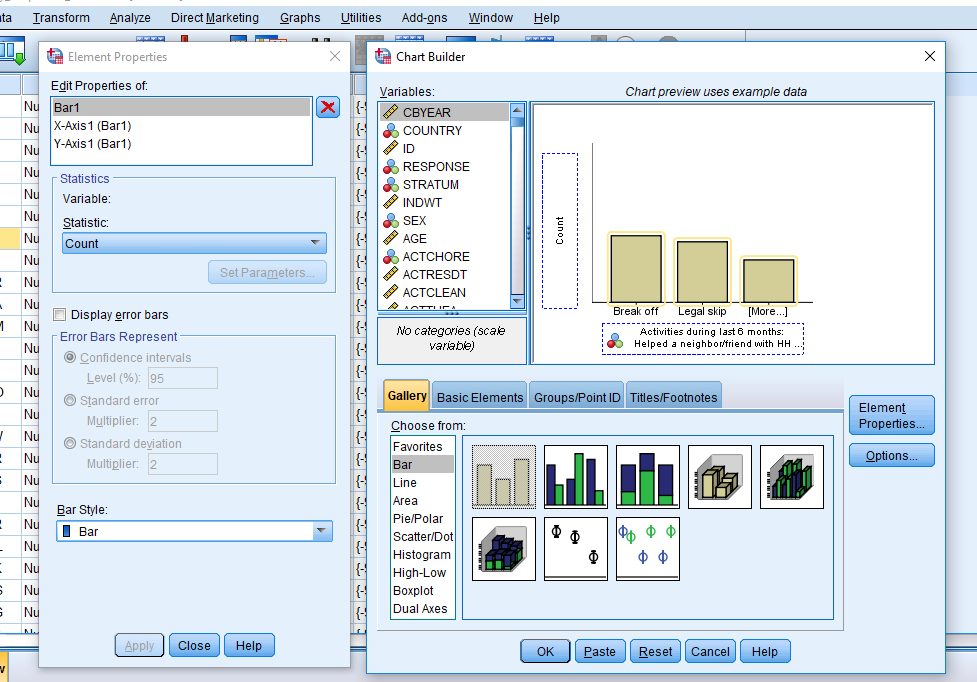 ta Transform Analyze Direct Marketing Graphs Utilities Add-ons Window Help
Element Properties
Edit Properties of:
Bar1
X-Axis1 (Bar1)
Y-Axis1 (Bar1)
Statistics
Variable:
Statistic:
Count
Set Parameters...
Display error bars
Error Bars Represent
Confidence intervals
Level (%): 95
Standard error
Multiplier: 2
Standard deviation
Multiplier: 2
Bar Style:
Bar
Apply Close Help
Chart Builder
Variables:
CBYEAR
COUNTRY
ID
RESPONSE
STRATUM
INDWT
SEX
AGE
ACTCHORE
ACTRESDT
ACTCLEAN
No categories (scale
variable)
Chart preview uses example data
Count
Break off Legal skip [More...]
Activities during last 6 months:
Helped a neighbor/friend with HH ...
Gallery Basic Elements Groups/Point ID Titles/Footnotes
Choose from:
Favorites
Bar
Line
Area
Pie/Polar
Scatter/Dot
Histogram
High-Low
Boxplot
Dual Axes
Element
Properties...
Options...
OK Paste Reset Cancel Help